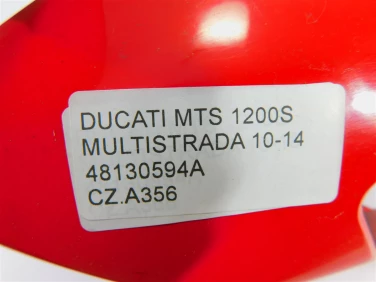 DUCATI MTS 1200S
MULTISTRADA 10-14
48130594A
CZ.A356